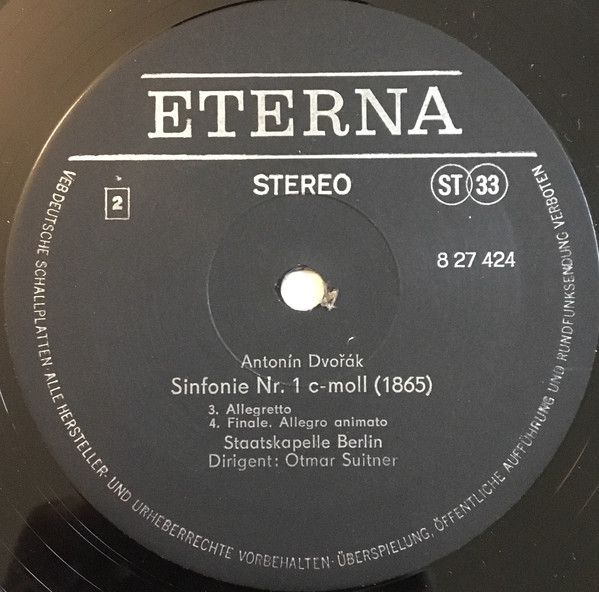 ETERNA
STEREO
ST 33
2
8 27 424
Antonín Dvořák
Sinfonie Nr. 1 c-moll (1865)
3. Allegretto
4. Finale. Allegro animato
Staatskapelle Berlin
Dirigent: Otmar Suitner
VEB DEUTSCHE SCHALLPLATTEN · ALLE HERSTELLER- UND URHEBERRECHTE VORBEHALTEN · ÜBERSPIELUNG, ÖFFENTLICHE AUFFÜHRUNG UND RUNDFUNKSENDUNG VERBOTEN